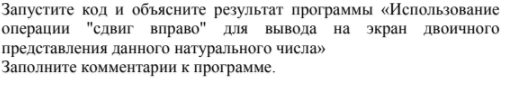 Запустите код и объясните результат программы «Использование
операции "сдвиг вправо" для вывода на экран двоичного
представления данного натурального числа»
Заполните комментарии к программе.